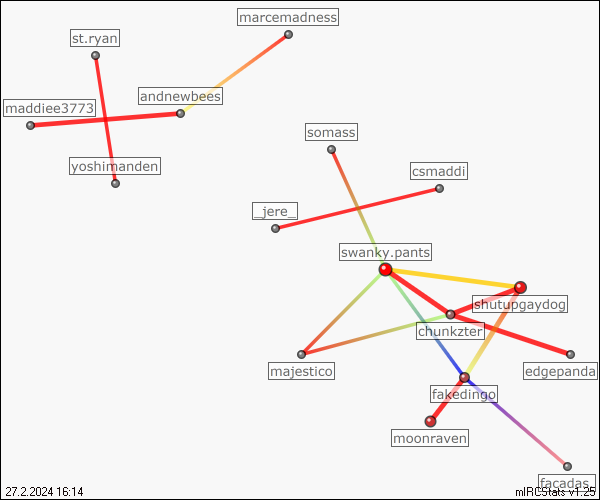 marcemadness
st.ryan
andnewbees
maddiee3773
somass
yoshimanden
csmaddi
_jere_
swanky.pants
shutupgaydog
chunkzter
majestico
edgepanda
fakedingo
moonraven
facadas_
27.2.2024 16:14
mIRCStats v1.25